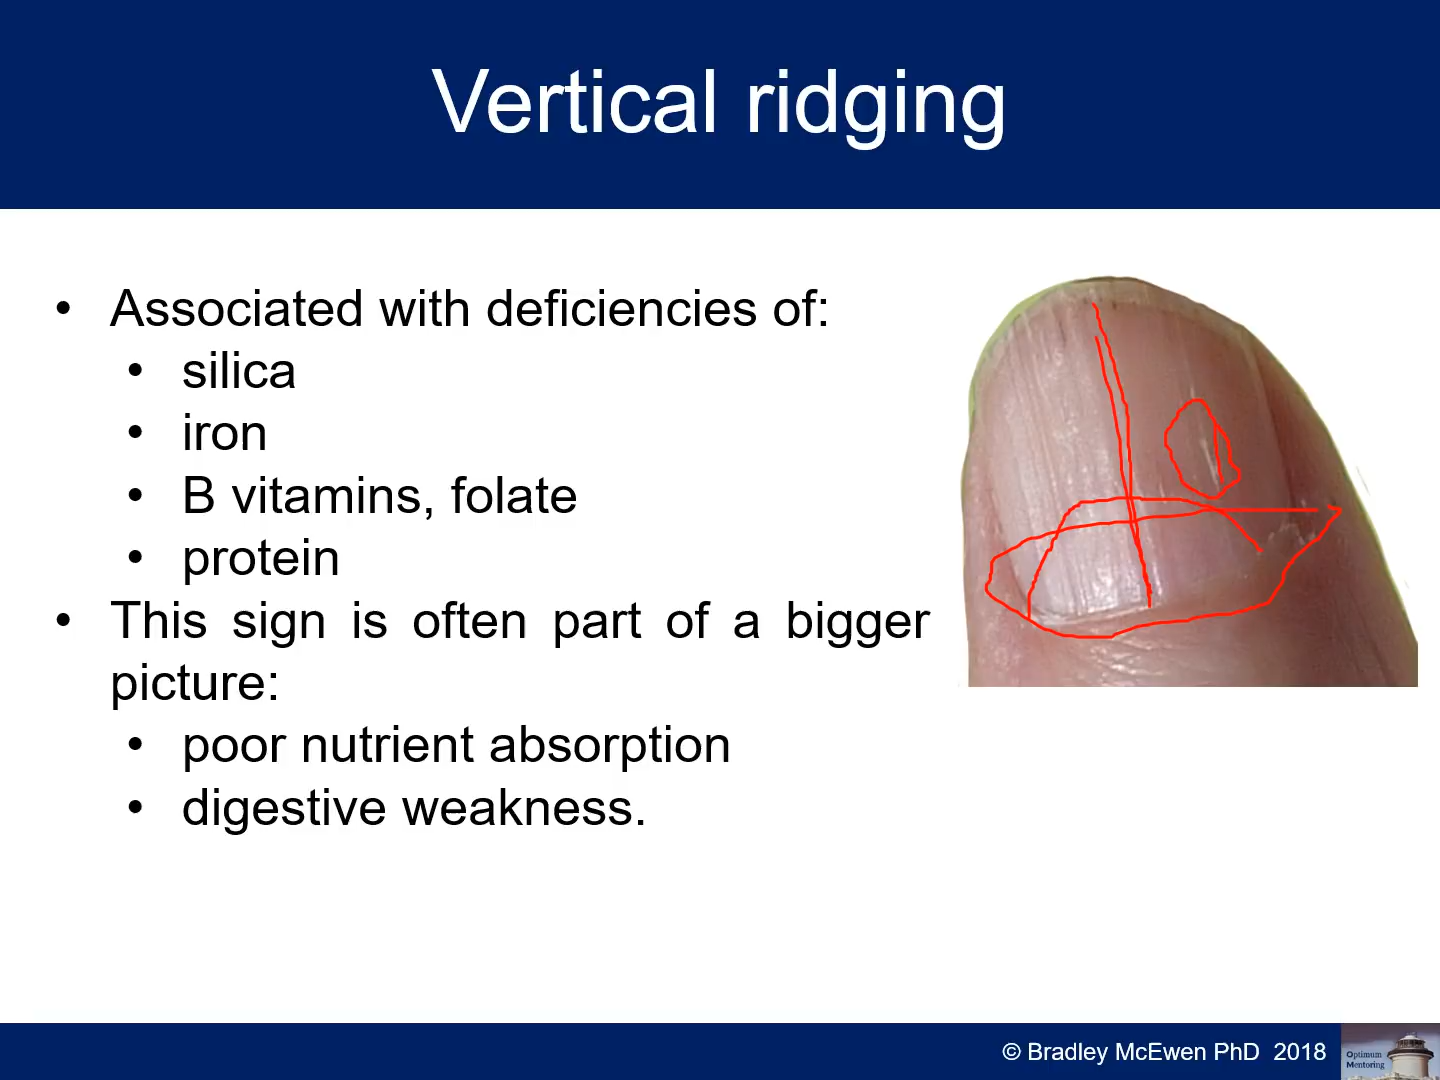 Vertical ridging
• Associated with deficiencies of:
• silica
• iron
• B vitamins, folate
• protein
• This sign is often part of a bigger
picture:
• poor nutrient absorption
• digestive weakness.
© Bradley McEwen PhD 2018
Optimum
Mentoring